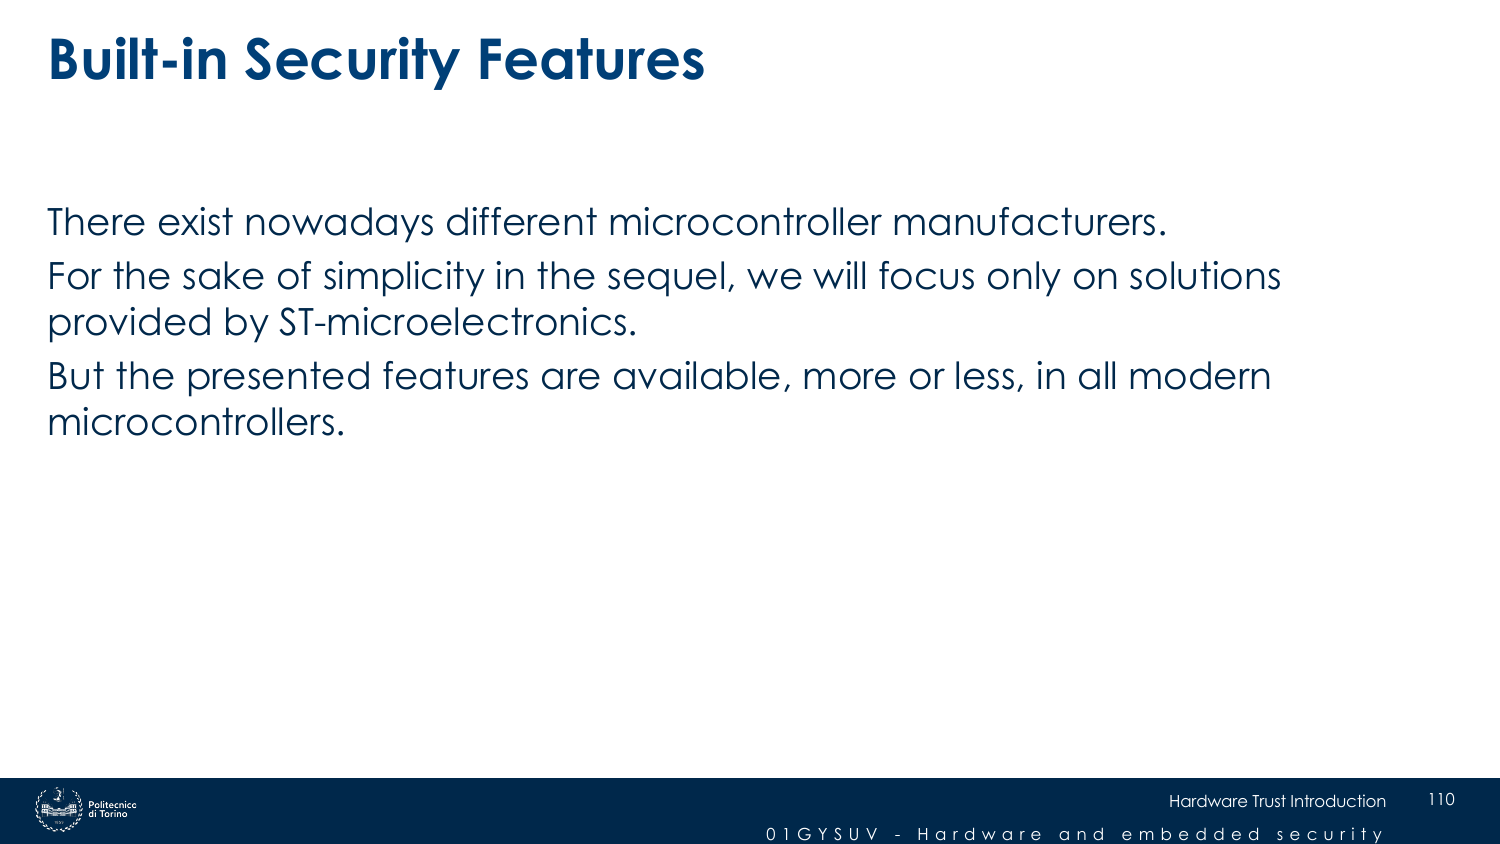 Built-in Security Features
There exist nowadays different microcontroller manufacturers.
For the sake of simplicity in the sequel, we will focus only on solutions
provided by ST-microelectronics.
But the presented features are available, more or less, in all modern
microcontrollers.
Politecnico
di Torino
Hardware Trust Introduction
110
01GYSUV - Hardware and embedded security